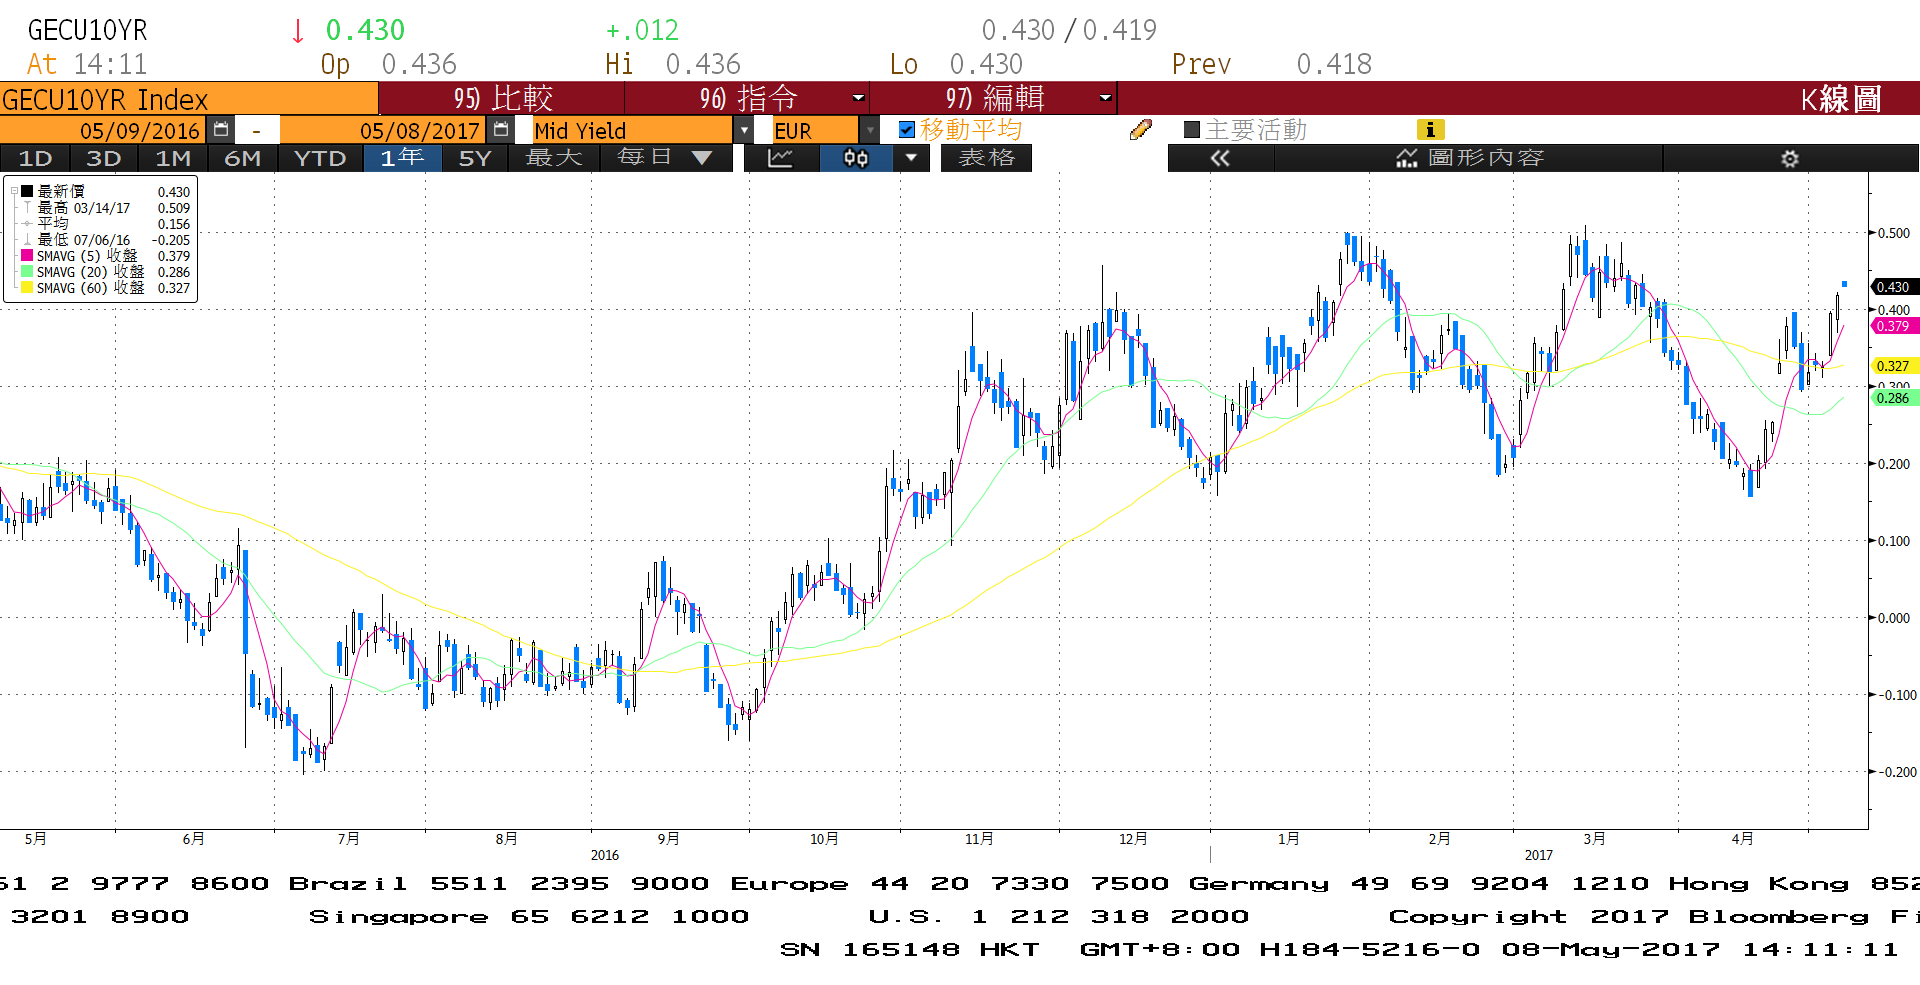 GECU10YR ↓ 0.430 +.012 0.430 / 0.419
At 14:11 Op 0.436 Hi 0.436 Lo 0.430 Prev 0.418
GECU10YR Index 95) 比較 96) 指令 97) 編輯 K線圖
05/09/2016 - 05/08/2017 Mid Yield EUR 移動平均 主要活動
1D 3D 1M 6M YTD 1年 5Y 最大 每日 ▼ 表格 « 圖形內容
最新價 0.430
最高 03/14/17 0.509
平均 0.156
最低 07/06/16 -0.205
SMAVG (5) 收盤 0.379
SMAVG (20) 收盤 0.286
SMAVG (60) 收盤 0.327
0.500
0.430
0.400
0.379
0.327
0.300
0.286
0.200
0.100
0.000
-0.100
-0.200
5月 6月 7月 8月 9月 10月 11月 12月 1月 2月 3月 4月
2016 2017
61 2 9777 8600 Brazil 5511 2395 9000 Europe 44 20 7330 7500 Germany 49 69 9204 1210 Hong Kong 852
3201 8900 Singapore 65 6212 1000 U.S. 1 212 318 2000 Copyright 2017 Bloomberg Fi
SN 165148 HKT GMT+8:00 H184-5216-0 08-May-2017 14:11:11